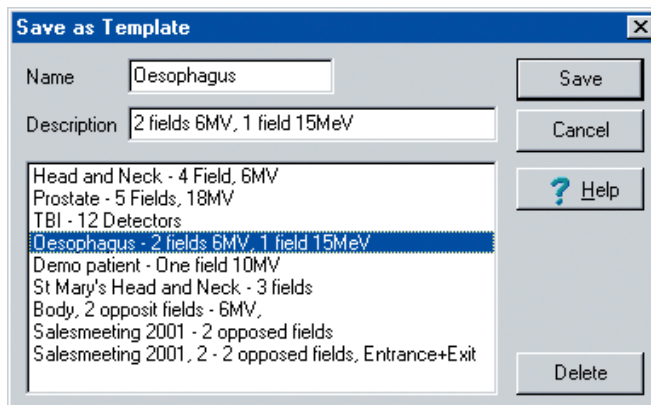 Save as Template
Name Oesophagus Save
Description 2 fields 6MV, 1 field 15MeV Cancel
? Help
Head and Neck - 4 Field, 6MV
Prostate - 5 Fields, 18MV
TBI - 12 Detectors
Oesophagus - 2 fields 6MV, 1 field 15MeV
Demo patient - One field 10MV
St Mary's Head and Neck - 3 fields
Body, 2 opposit fields - 6MV,
Salesmeeting 2001 - 2 opposed fields
Salesmeeting 2001, 2 - 2 opposed fields, Entrance+Exit
Delete